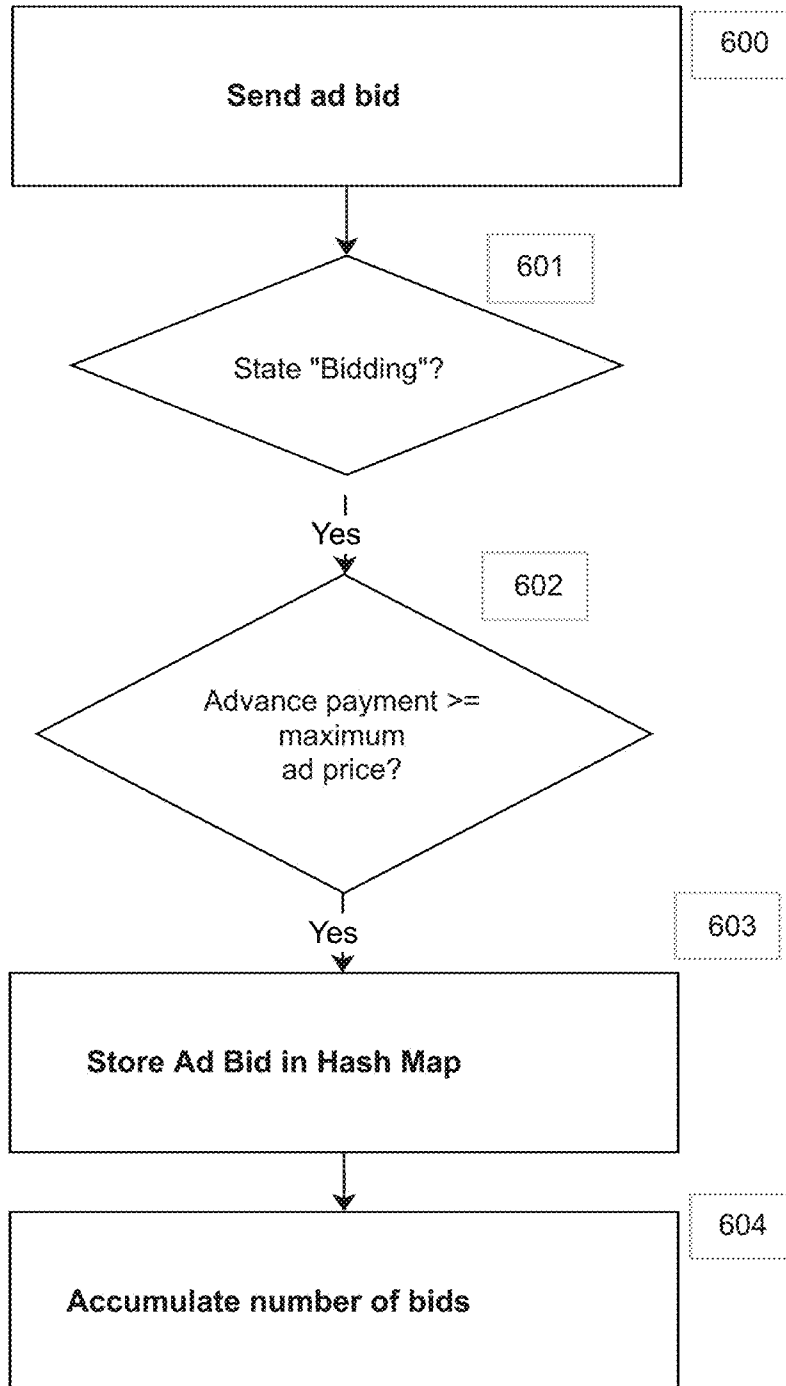 600
Send ad bid
601
State "Bidding"?
Yes
602
Advance payment >=
maximum
ad price?
Yes
603
Store Ad Bid in Hash Map
604
Accumulate number of bids